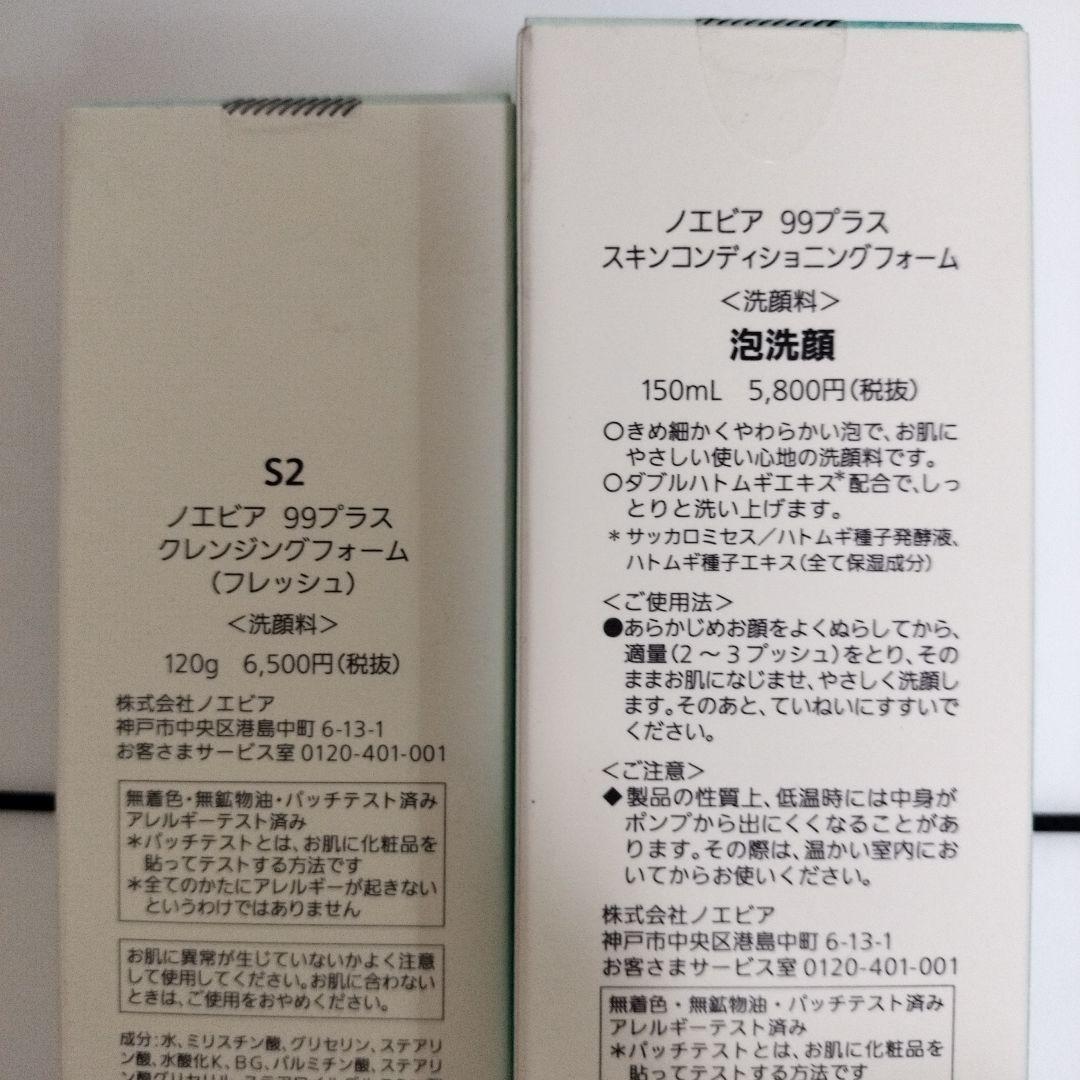 S2
ノエビア 99プラス
クレンジングフォーム
（フレッシュ）
＜洗顔料＞
120g 6,500円（税抜）
株式会社ノエビア
神戸市中央区港島中町 6-13-1
お客さまサービス室 0120-401-001
無着色・無鉱物油・パッチテスト済み
アレルギーテスト済み
＊パッチテストとは、お肌に化粧品を
貼ってテストする方法です
＊全てのかたにアレルギーが起きない
というわけではありません
お肌に異常が生じていないかよく注意
して使用してください。お肌に合わない
ときは、ご使用をおやめください。
成分：水、ミリスチン酸、グリセリン、ステアリ
ン酸、水酸化K、BG、パルミチン酸、ステアリ
ノエビア 99プラス
スキンコンディショニングフォーム
＜洗顔料＞
泡洗顔
150mL 5,800円（税抜）
○きめ細かくやわらかい泡で、お肌に
やさしい使い心地の洗顔料です。
○ダブルハトムギエキス＊配合で、しっ
とりと洗い上げます。
＊サッカロミセス／ハトムギ種子発酵液、
ハトムギ種子エキス（全て保湿成分）
＜ご使用法＞
●あらかじめお顔をよくぬらしてから、
適量（2～3プッシュ）をとり、その
ままお肌になじませ、やさしく洗顔し
ます。そのあと、ていねいにすすいで
ください。
＜ご注意＞
◆製品の性質上、低温時には中身が
ポンプから出にくくなることがあ
ります。その際は、温かい室内にお
いてからお使いください。
株式会社ノエビア
神戸市中央区港島中町 6-13-1
お客さまサービス室 0120-401-001
無着色・無鉱物油・パッチテスト済み
アレルギーテスト済み
＊パッチテストとは、お肌に化粧品を
貼ってテストする方法です